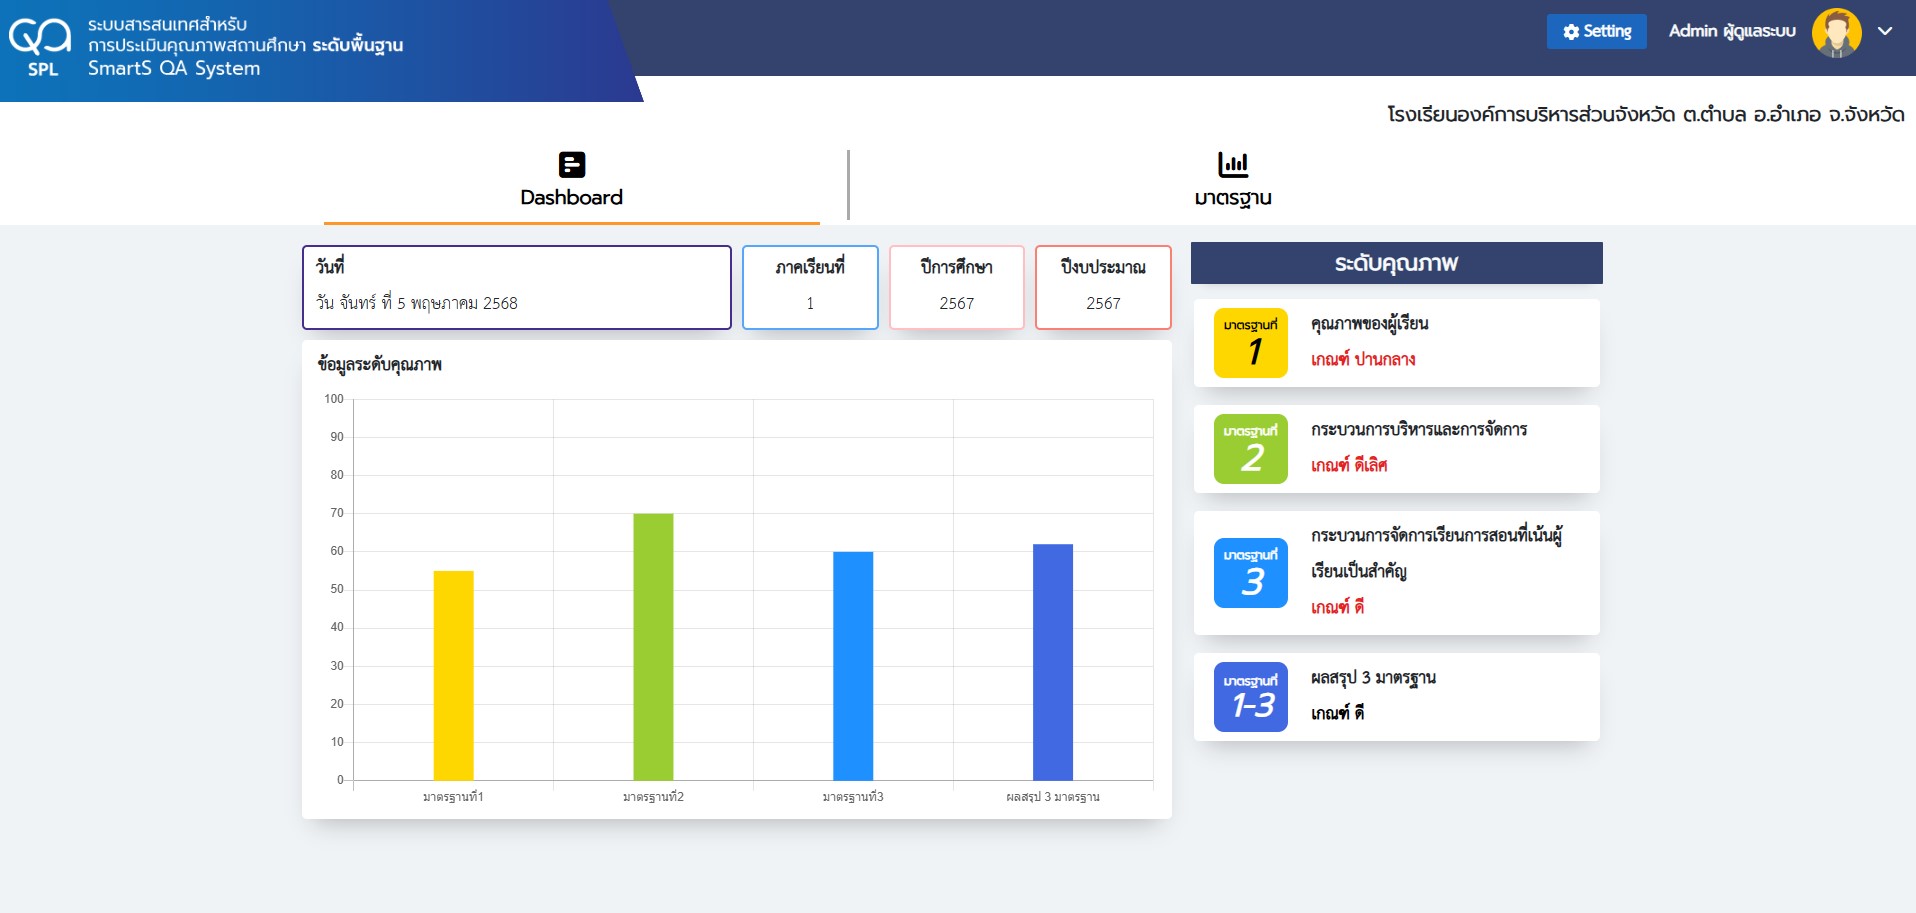 QA
SPL
ระบบสารสนเทศสำหรับ
การประเมินคุณภาพสถานศึกษา ระดับพื้นฐาน
SmartS QA System
Setting
Admin ผู้ดูแลระบบ
โรงเรียนองค์การบริหารส่วนจังหวัด ต.ตำบล อ.อำเภอ จ.จังหวัด
Dashboard
มาตรฐาน
วันที่
วัน จันทร์ ที่ 5 พฤษภาคม 2568
ภาคเรียนที่
1
ปีการศึกษา
2567
ปีงบประมาณ
2567
ข้อมูลระดับคุณภาพ
100
90
80
70
60
50
40
30
20
10
0
มาตรฐานที่1
มาตรฐานที่2
มาตรฐานที่3
ผลสรุป 3 มาตรฐาน
ระดับคุณภาพ
มาตรฐานที่
1
คุณภาพของผู้เรียน
เกณฑ์ ปานกลาง
มาตรฐานที่
2
กระบวนการบริหารและการจัดการ
เกณฑ์ ดีเลิศ
มาตรฐานที่
3
กระบวนการจัดการเรียนการสอนที่เน้นผู้
เรียนเป็นสำคัญ
เกณฑ์ ดี
มาตรฐานที่
1-3
ผลสรุป 3 มาตรฐาน
เกณฑ์ ดี